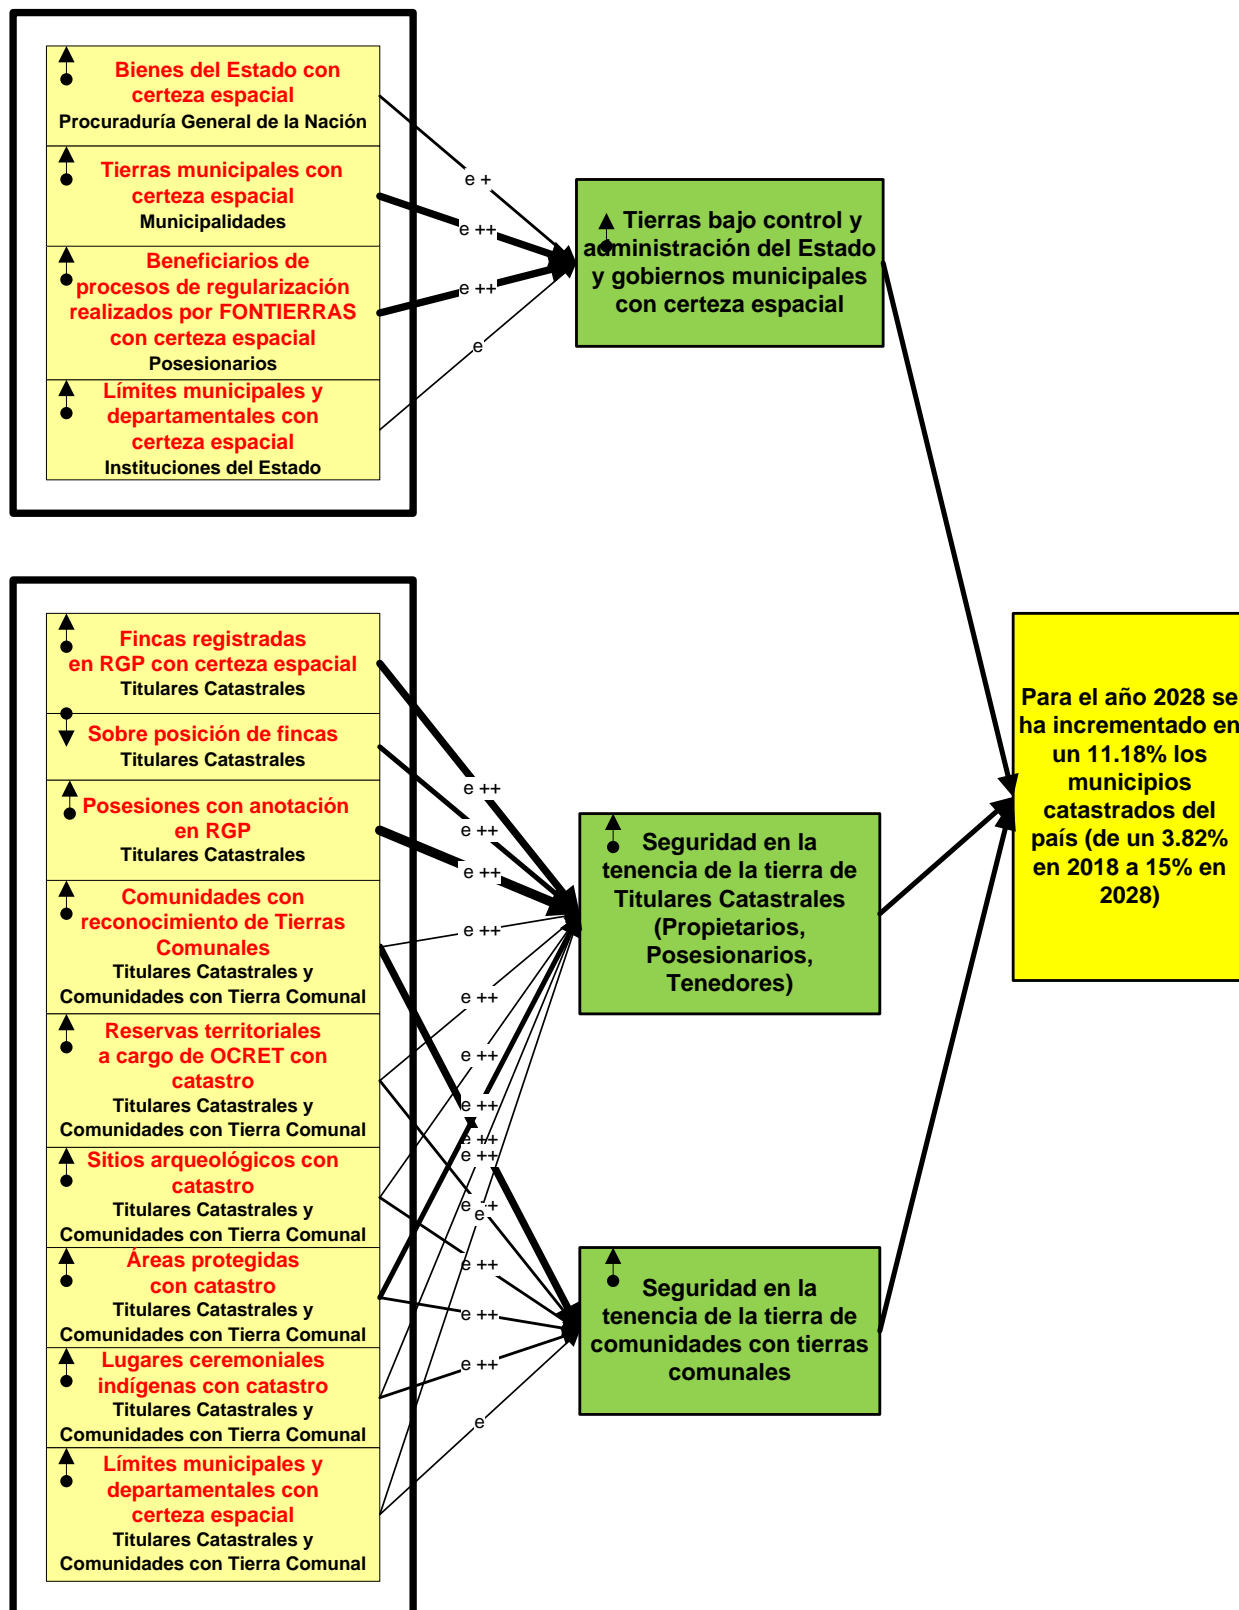 Bienes del Estado con
certeza espacial
Procuraduría General de la Nación
Tierras municipales con
certeza espacial
Municipalidades
Beneficiarios de
procesos de regularización
realizados por FONTIERRAS
con certeza espacial
Posesionarios
Límites municipales y
departamentales con
certeza espacial
Instituciones del Estado
e +
e ++
e ++
e
Tierras bajo control y
administración del Estado
y gobiernos municipales
con certeza espacial
Fincas registradas
en RGP con certeza espacial
Titulares Catastrales
Sobre posición de fincas
Titulares Catastrales
Posesiones con anotación
en RGP
Titulares Catastrales
Comunidades con
reconocimiento de Tierras
Comunales
Titulares Catastrales y
Comunidades con Tierra Comunal
Reservas territoriales
a cargo de OCRET con
catastro
Titulares Catastrales y
Comunidades con Tierra Comunal
Sitios arqueológicos con
catastro
Titulares Catastrales y
Comunidades con Tierra Comunal
Áreas protegidas
con catastro
Titulares Catastrales y
Comunidades con Tierra Comunal
Lugares ceremoniales
indígenas con catastro
Titulares Catastrales y
Comunidades con Tierra Comunal
Límites municipales y
departamentales con
certeza espacial
Titulares Catastrales y
Comunidades con Tierra Comunal
e ++
e ++
e ++
e ++
e ++
e ++
e ++
e ++
e ++
e ++
e
e ++
e ++
e ++
e
Seguridad en la
tenencia de la tierra de
Titulares Catastrales
(Propietarios,
Posesionarios,
Tenedores)
Seguridad en la
tenencia de la tierra de
comunidades con tierras
comunales
Para el año 2028 se
ha incrementado en
un 11.18% los
municipios
catastrados del
país (de un 3.82%
en 2018 a 15% en
2028)